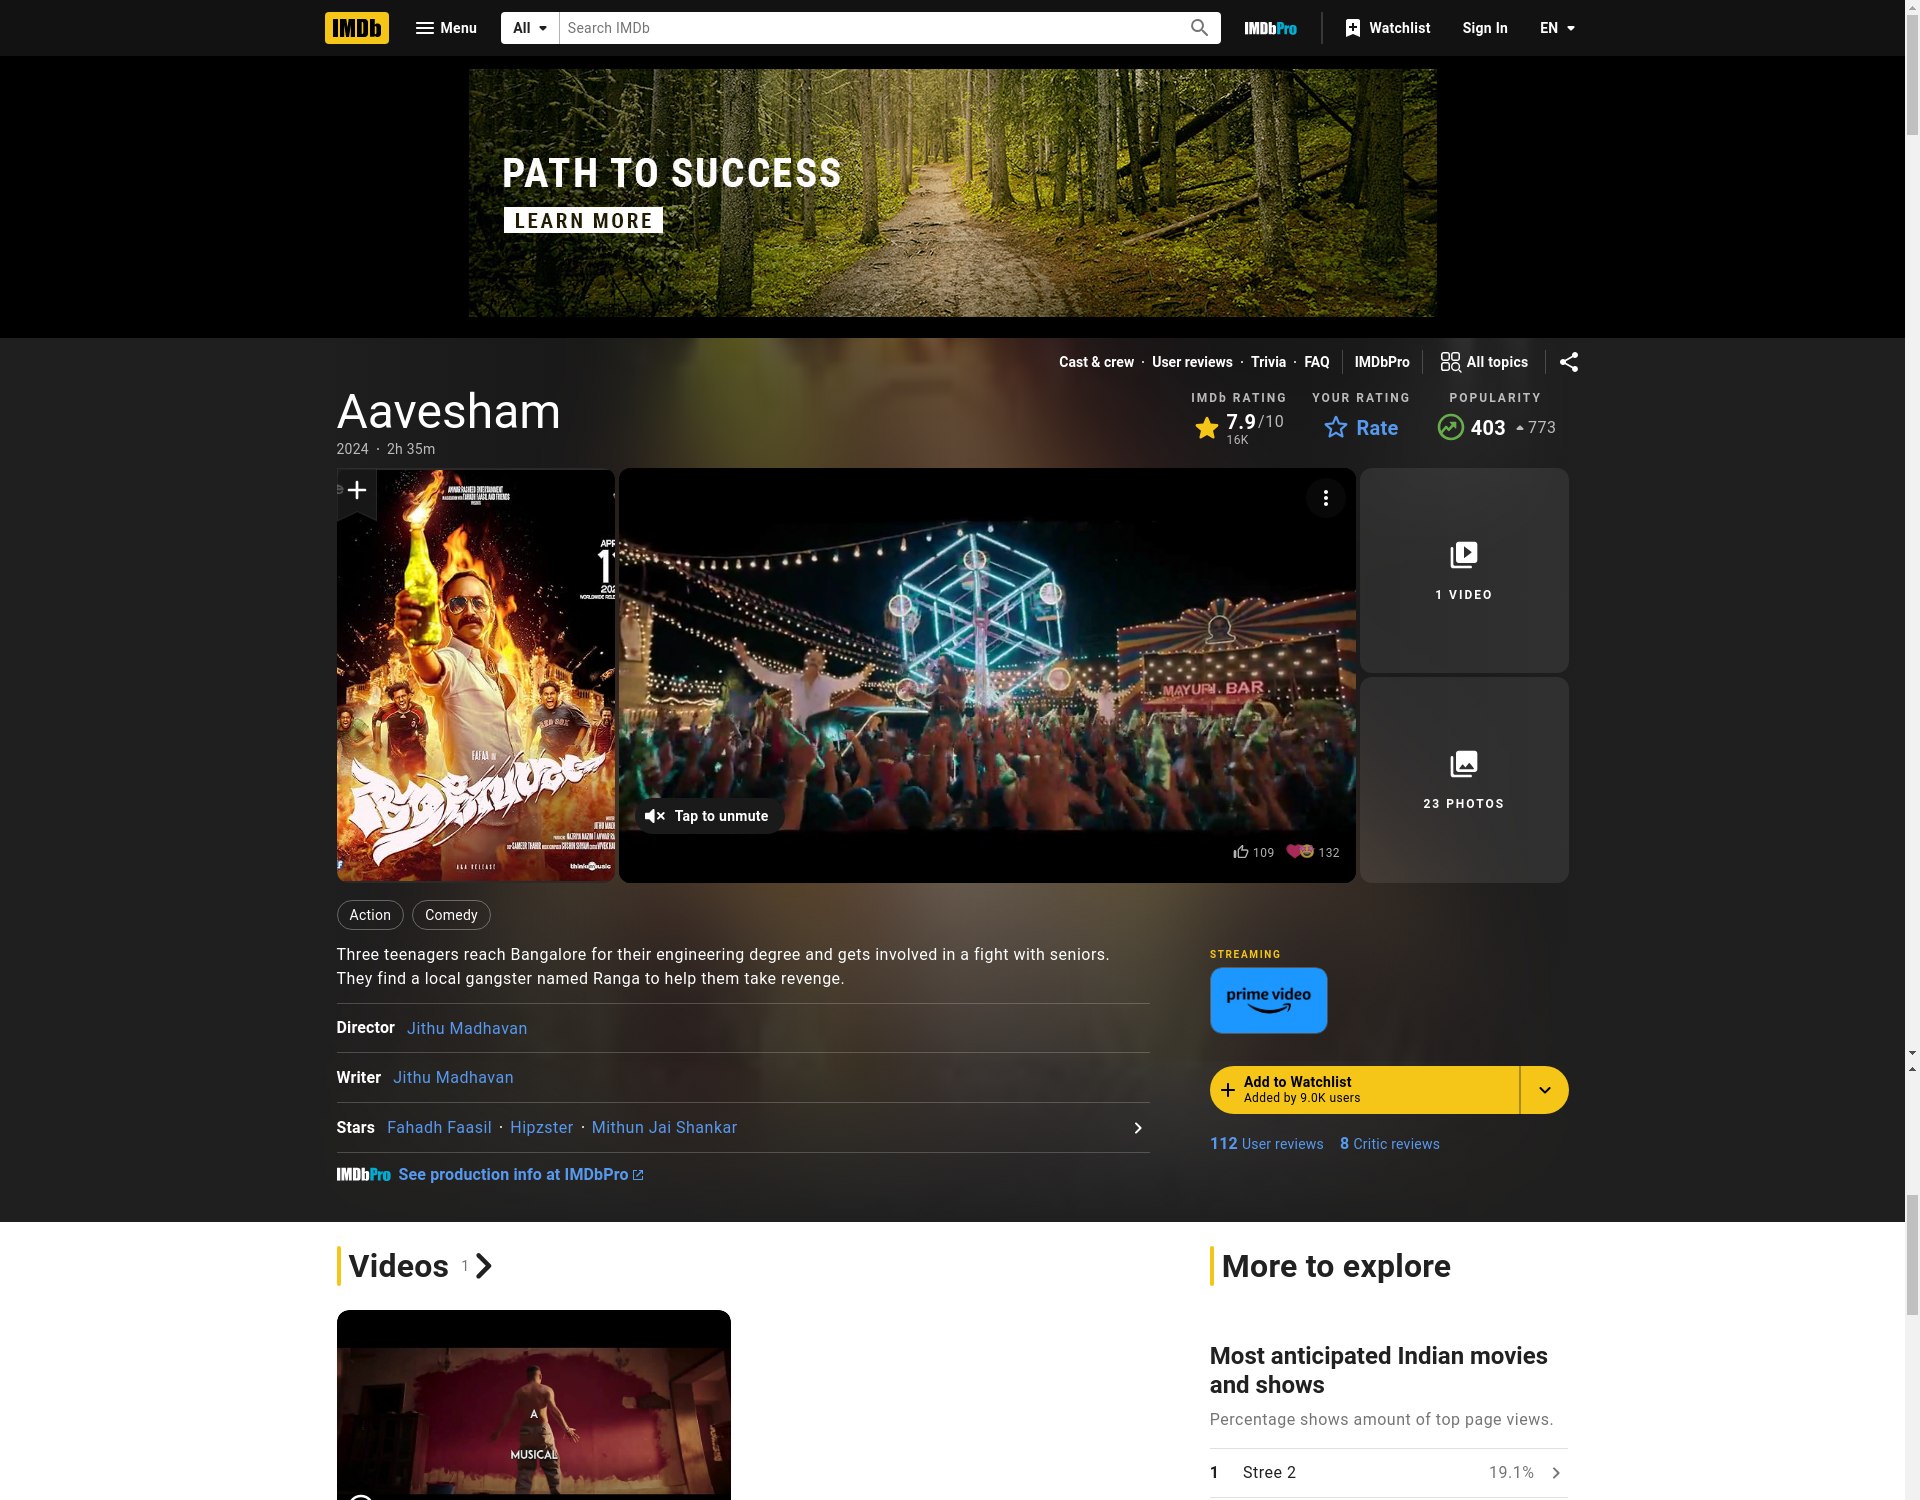 IMDb
Menu
All
Search IMDb
IMDbPro
Watchlist
Sign In
EN
PATH TO SUCCESS
LEARN MORE
Cast & crew · User reviews · Trivia · FAQ
IMDbPro
All topics
Aavesham
2024 · 2h 35m
IMDb RATING
7.9/10
16K
YOUR RATING
Rate
POPULARITY
403
773
FAFAA IN
ആവേശം
A&A RELEASE
think music
MAYURI BAR
Tap to unmute
109
132
1 VIDEO
23 PHOTOS
Action
Comedy
Three teenagers reach Bangalore for their engineering degree and gets involved in a fight with seniors.
They find a local gangster named Ranga to help them take revenge.
Director Jithu Madhavan
Writer Jithu Madhavan
Stars Fahadh Faasil · Hipzster · Mithun Jai Shankar
IMDbPro See production info at IMDbPro
STREAMING
prime video
Add to Watchlist
Added by 9.0K users
112 User reviews
8 Critic reviews
Videos 1
A
MUSICAL
More to explore
Most anticipated Indian movies
and shows
Percentage shows amount of top page views.
1 Stree 2 19.1%